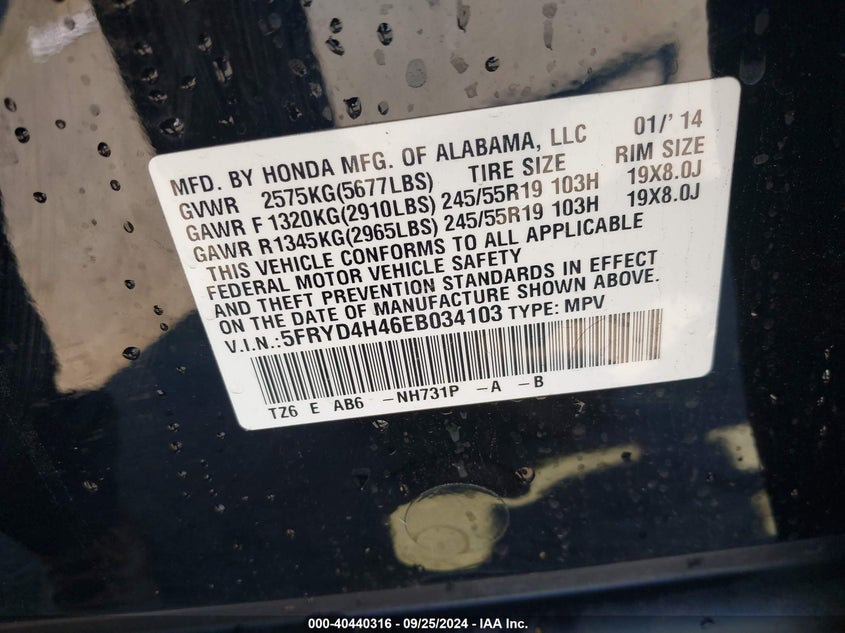 MFD. BY HONDA MFG. OF ALABAMA, LLC 01/' 14
GVWR 2575KG(5677LBS) TIRE SIZE RIM SIZE
GAWR F 1320KG(2910LBS) 245/55R19 103H 19X8.0J
GAWR R1345KG(2965LBS) 245/55R19 103H 19X8.0J
THIS VEHICLE CONFORMS TO ALL APPLICABLE
FEDERAL MOTOR VEHICLE SAFETY
AND THEFT PREVENTION STANDARDS IN EFFECT
ON THE DATE OF MANUFACTURE SHOWN ABOVE.
V.I.N.:5FRYD4H46EB034103 TYPE: MPV
TZ6 E AB6 -NH731P -A -B
000-40440316 - 09/25/2024 - IAA Inc.